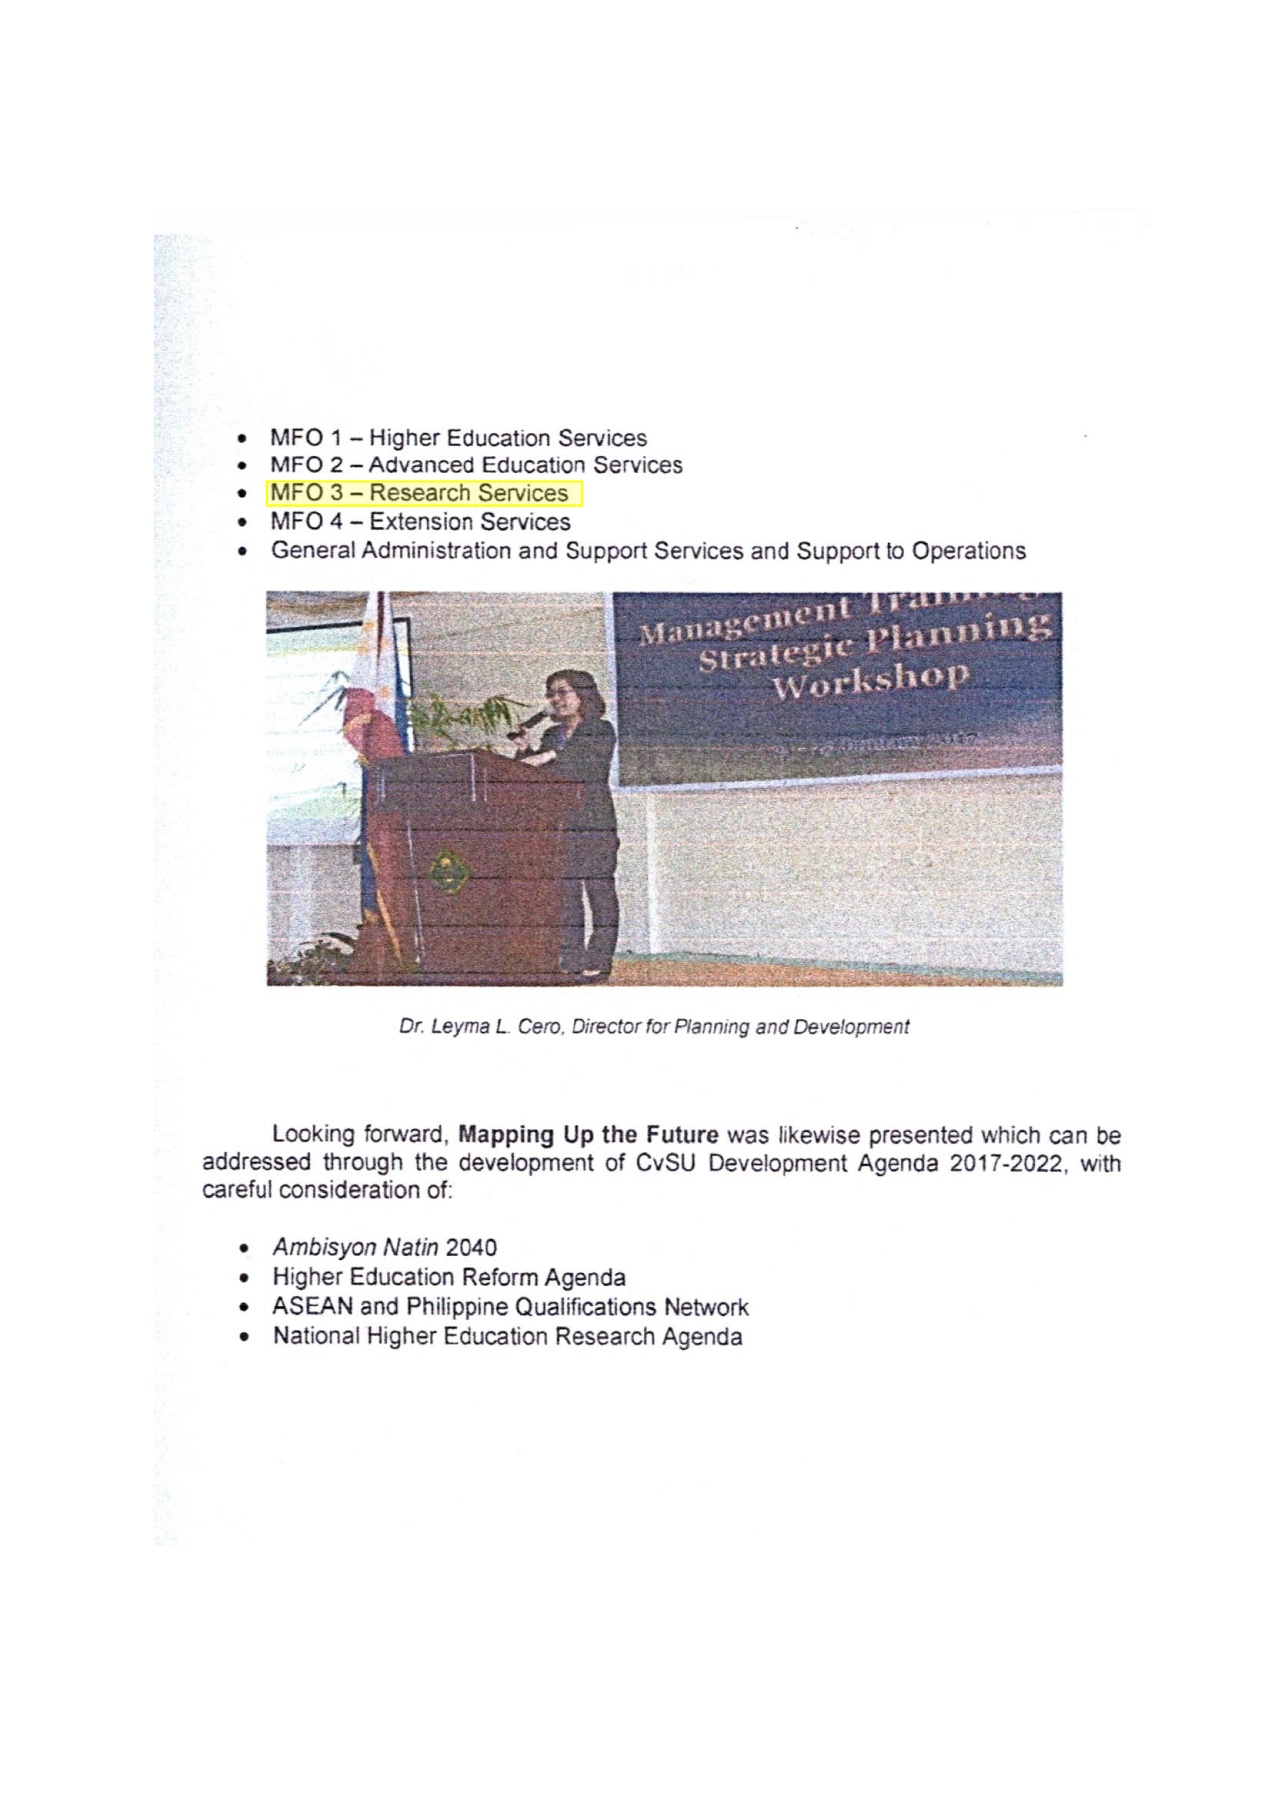 • MFO 1 – Higher Education Services
• MFO 2 – Advanced Education Services
• MFO 3 – Research Services
• MFO 4 – Extension Services
• General Administration and Support Services and Support to Operations
Management
Strategic Planning
Workshop
Dr. Leyma L. Cero, Director for Planning and Development
Looking forward, Mapping Up the Future was likewise presented which can be
addressed through the development of CvSU Development Agenda 2017-2022, with
careful consideration of:
• Ambisyon Natin 2040
• Higher Education Reform Agenda
• ASEAN and Philippine Qualifications Network
• National Higher Education Research Agenda